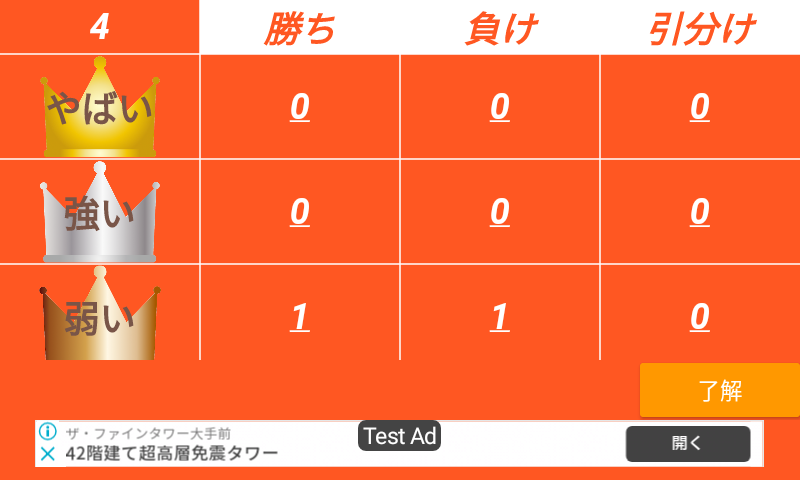 4 勝ち 負け 引分け
やばい 0 0 0
強い 0 0 0
弱い 1 1 0
了解
ザ・ファインタワー大手前
Test Ad
42階建て超高層免震タワー
開く